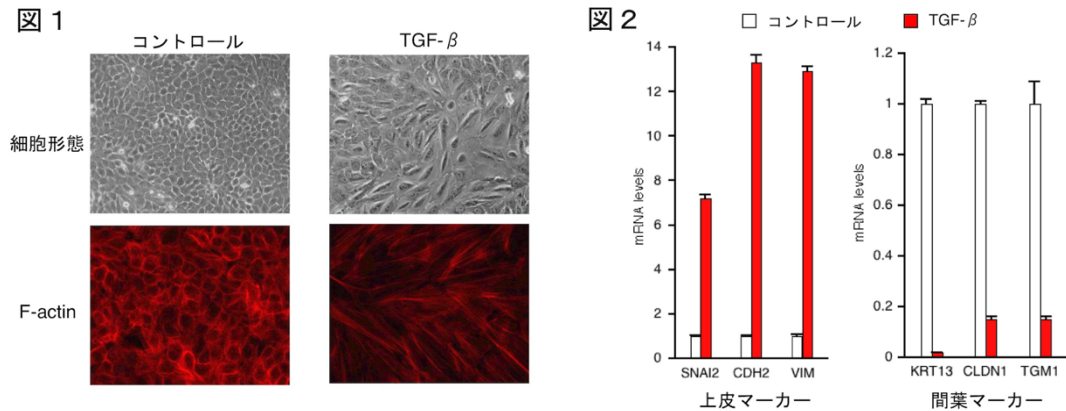 図1
コントロール
TGF-β
細胞形態
F-actin
図2
コントロール
TGF-β
mRNA levels
14
12
10
8
6
4
2
0
SNAI2
CDH2
VIM
上皮マーカー
mRNA levels
1.2
1
0.8
0.6
0.4
0.2
0
KRT13
CLDN1
TGM1
間葉マーカー